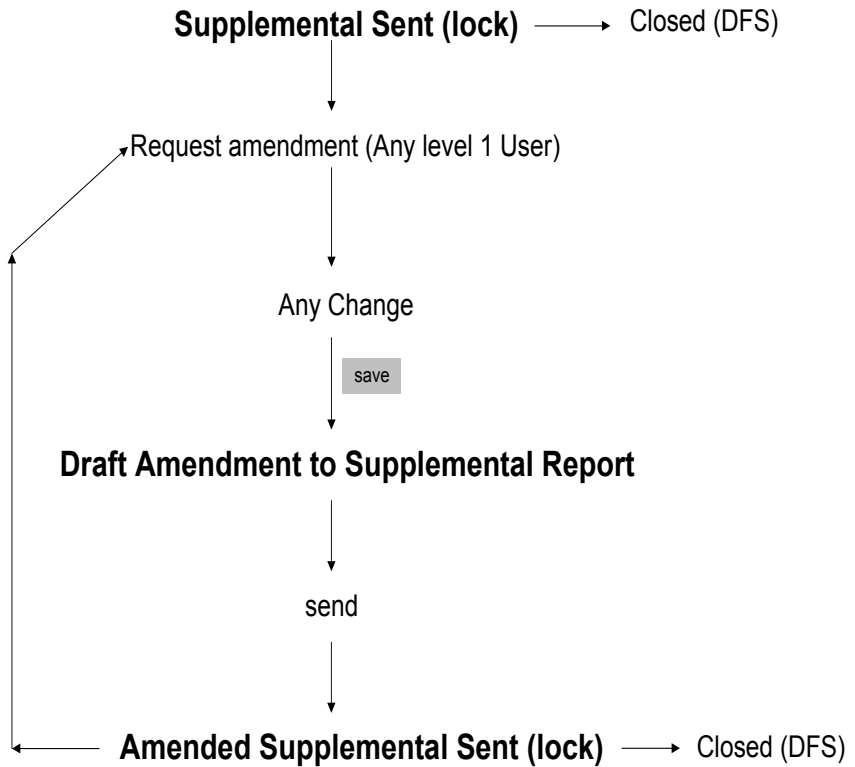 Supplemental Sent (lock) Closed (DFS)
Request amendment (Any level 1 User)
Any Change
save
Draft Amendment to Supplemental Report
send
Amended Supplemental Sent (lock) Closed (DFS)